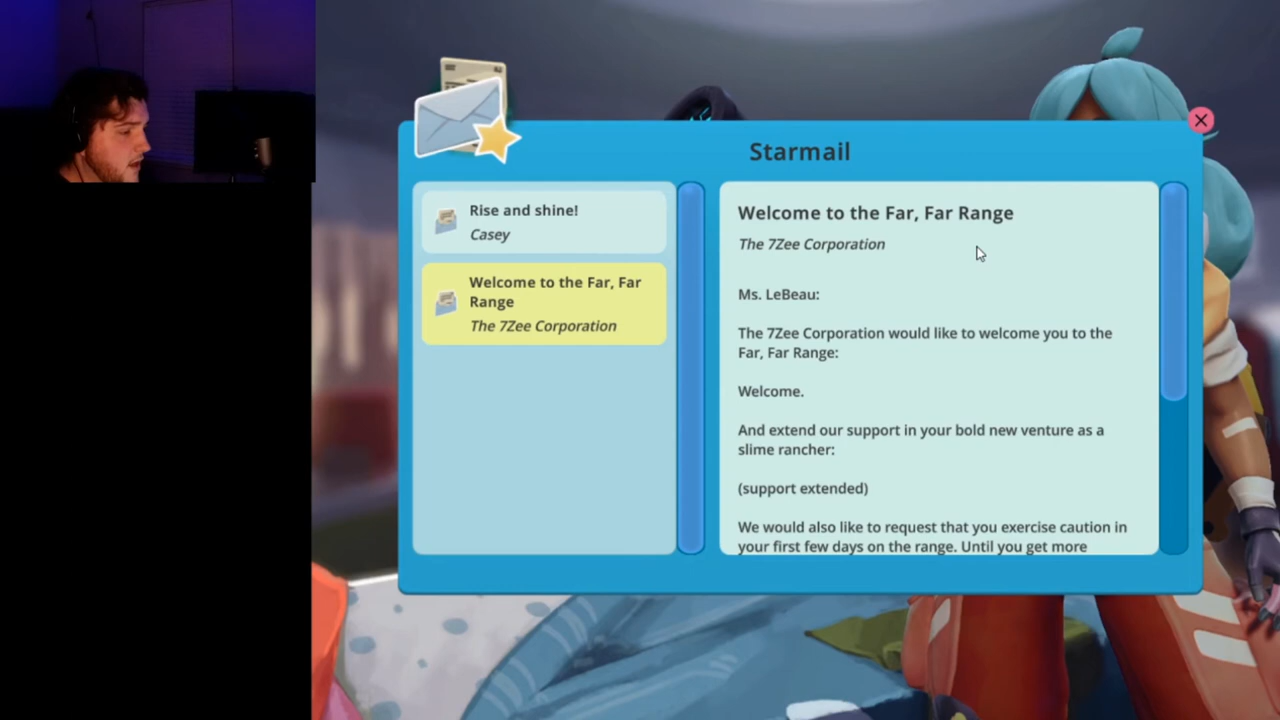 Starmail
Rise and shine!
Casey
Welcome to the Far, Far
Range
The 7Zee Corporation
Welcome to the Far, Far Range
The 7Zee Corporation
Ms. LeBeau:
The 7Zee Corporation would like to welcome you to the
Far, Far Range:
Welcome.
And extend our support in your bold new venture as a
slime rancher:
(support extended)
We would also like to request that you exercise caution in
your first few days on the range. Until you get more